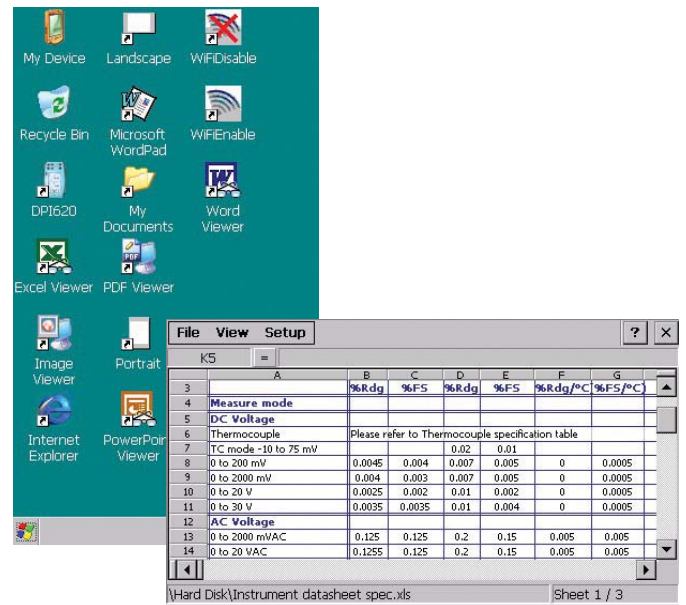 My Device Landscape WiFiDisable
Recycle Bin Microsoft WordPad WiFiEnable
DPI620 My Documents Word Viewer
Excel Viewer PDF Viewer
Image Viewer Portrait
Internet Explorer PowerPoin Viewer
File View Setup ? ×
K5 =
A B C D E F G
3 %Rdg %FS %Rdg %FS %Rdg/°C %FS/°C)
4 Measure mode
5 DC Voltage
6 Thermocouple Please refer to Thermocouple specification table
7 TC mode -10 to 75 mV 0.02 0.01
8 0 to 200 mV 0.0045 0.004 0.007 0.005 0 0.0005
9 0 to 2000 mV 0.004 0.003 0.007 0.005 0 0.0005
10 0 to 20 V 0.0025 0.002 0.01 0.002 0 0.0005
11 0 to 30 V 0.0035 0.0035 0.01 0.004 0 0.0005
12 AC Voltage
13 0 to 2000 mVAC 0.125 0.125 0.2 0.15 0.005 0.005
14 0 to 20 VAC 0.1255 0.125 0.2 0.15 0.005 0.005
\Hard Disk\Instrument datasheet spec.xls Sheet 1 / 3